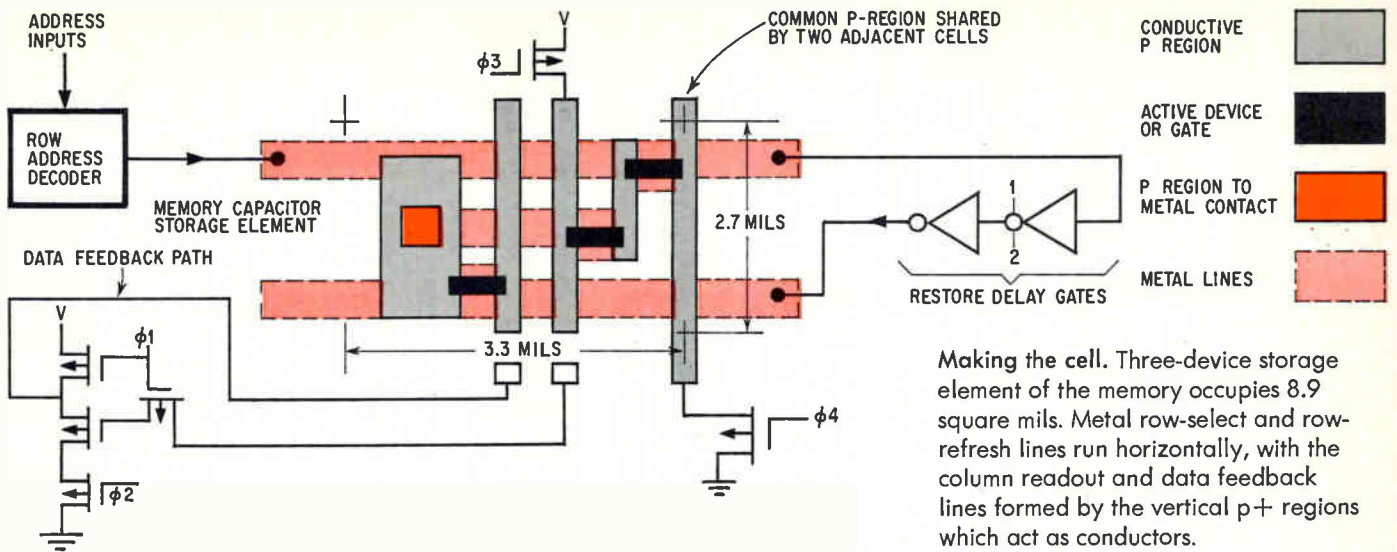 ADDRESS
INPUTS
ROW
ADDRESS
DECODER
MEMORY CAPACITOR
STORAGE ELEMENT
DATA FEEDBACK PATH
V
ϕ1
ϕ2
V
ϕ3
COMMON P-REGION SHARED
BY TWO ADJACENT CELLS
2.7 MILS
3.3 MILS
ϕ4
1
2
RESTORE DELAY GATES
CONDUCTIVE
P REGION
ACTIVE DEVICE
OR GATE
P REGION TO
METAL CONTACT
METAL LINES
Making the cell. Three-device storage
element of the memory occupies 8.9
square mils. Metal row-select and row-
refresh lines run horizontally, with the
column readout and data feedback
lines formed by the vertical p+ regions
which act as conductors.